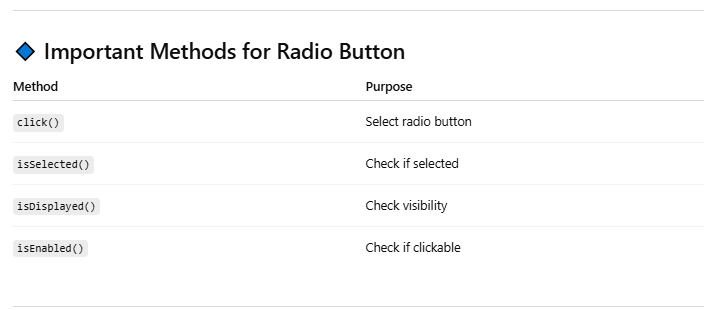 Important Methods for Radio Button
Method Purpose
click() Select radio button
isSelected() Check if selected
isDisplayed() Check visibility
isEnabled() Check if clickable